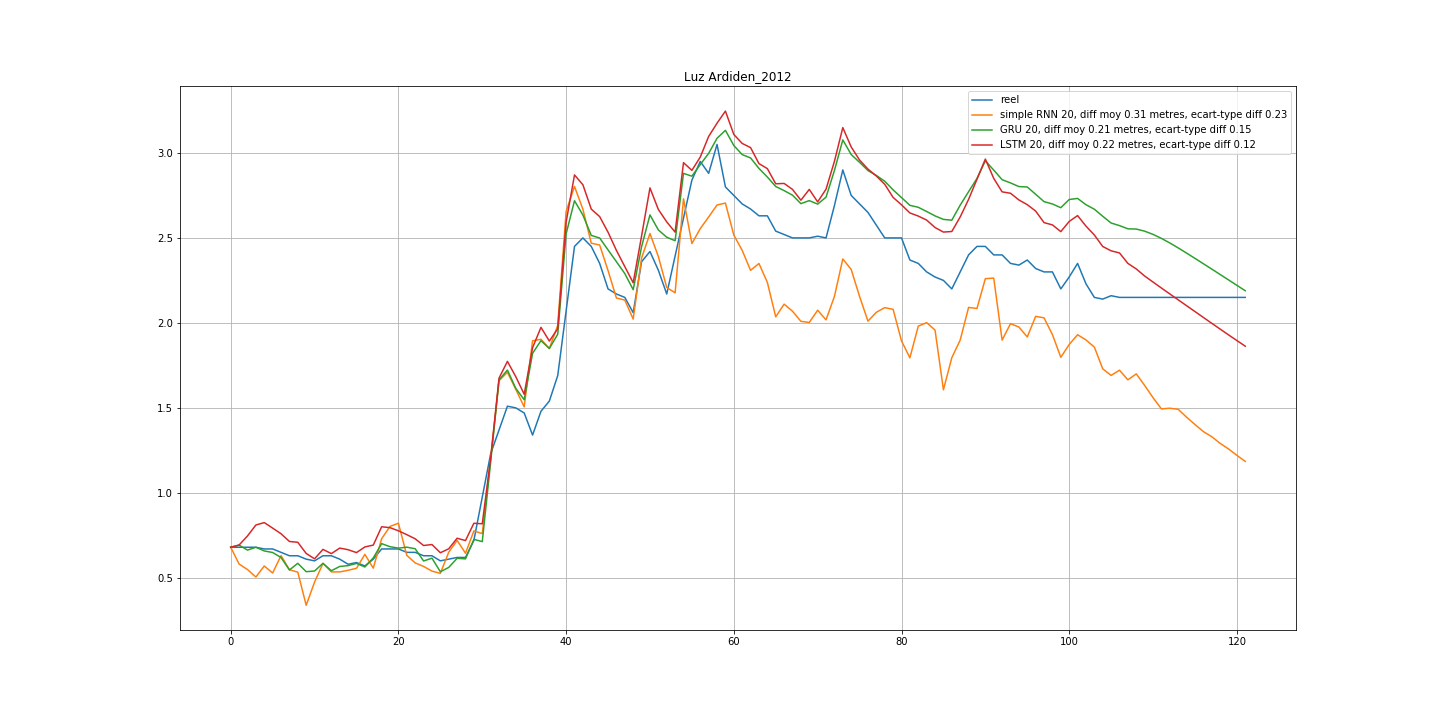 Luz Ardiden_2012
reel
simple RNN 20, diff moy 0.31 metres, ecart-type diff 0.23
GRU 20, diff moy 0.21 metres, ecart-type diff 0.15
LSTM 20, diff moy 0.22 metres, ecart-type diff 0.12
3.0
2.5
2.0
1.5
1.0
0.5
0 20 40 60 80 100 120